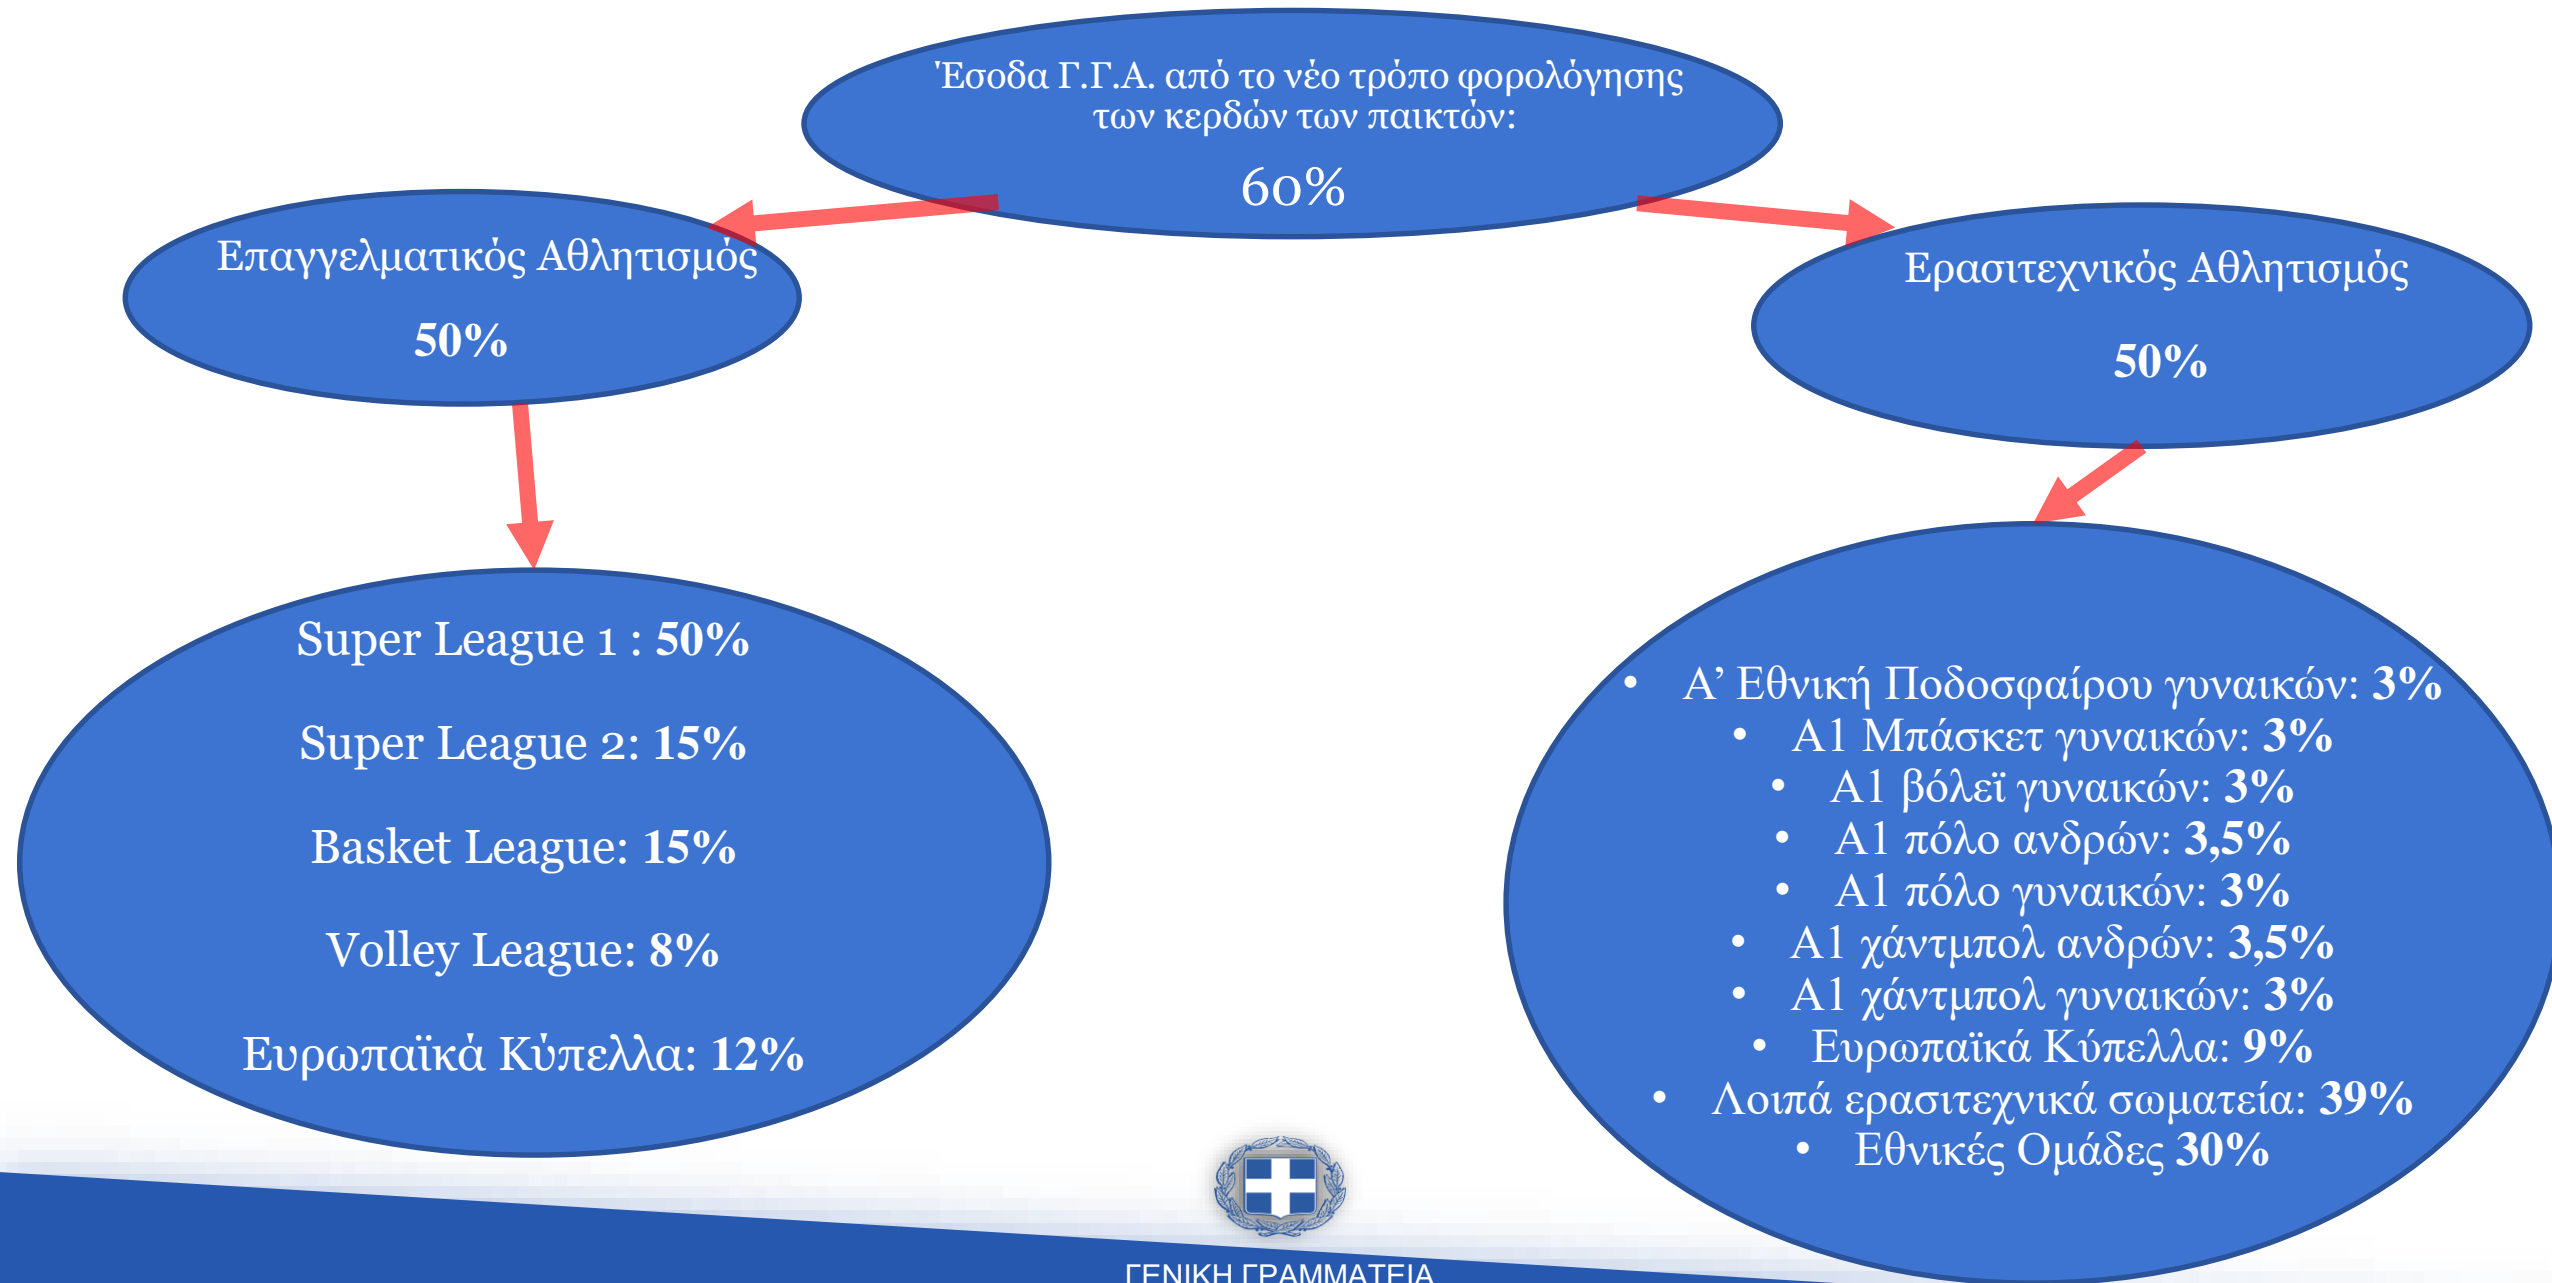 Έσοδα Γ.Γ.Α. από το νέο τρόπο φορολόγησης
των κερδών των παικτών:
60%
Επαγγελματικός Αθλητισμός
50%
Ερασιτεχνικός Αθλητισμός
50%
Super League 1 : 50%
Super League 2: 15%
Basket League: 15%
Volley League: 8%
Ευρωπαϊκά Κύπελλα: 12%
• Α’ Εθνική Ποδοσφαίρου γυναικών: 3%
• Α1 Μπάσκετ γυναικών: 3%
• Α1 βόλεϊ γυναικών: 3%
• Α1 πόλο ανδρών: 3,5%
• Α1 πόλο γυναικών: 3%
• Α1 χάντμπολ ανδρών: 3,5%
• Α1 χάντμπολ γυναικών: 3%
• Ευρωπαϊκά Κύπελλα: 9%
• Λοιπά ερασιτεχνικά σωματεία: 39%
• Εθνικές Ομάδες 30%
ΓΕΝΙΚΗ ΓΡΑΜΜΑΤΕΙΑ